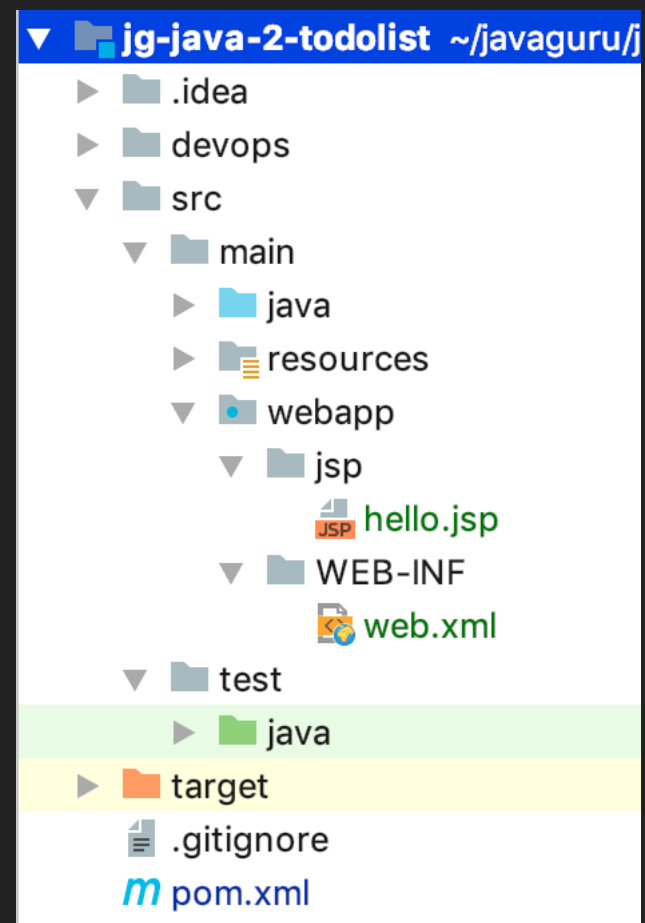 jg-java-2-todolist ~/javaguru/j
.idea
devops
src
main
java
resources
webapp
jsp
JSP hello.jsp
WEB-INF
web.xml
test
java
target
.gitignore
m pom.xml